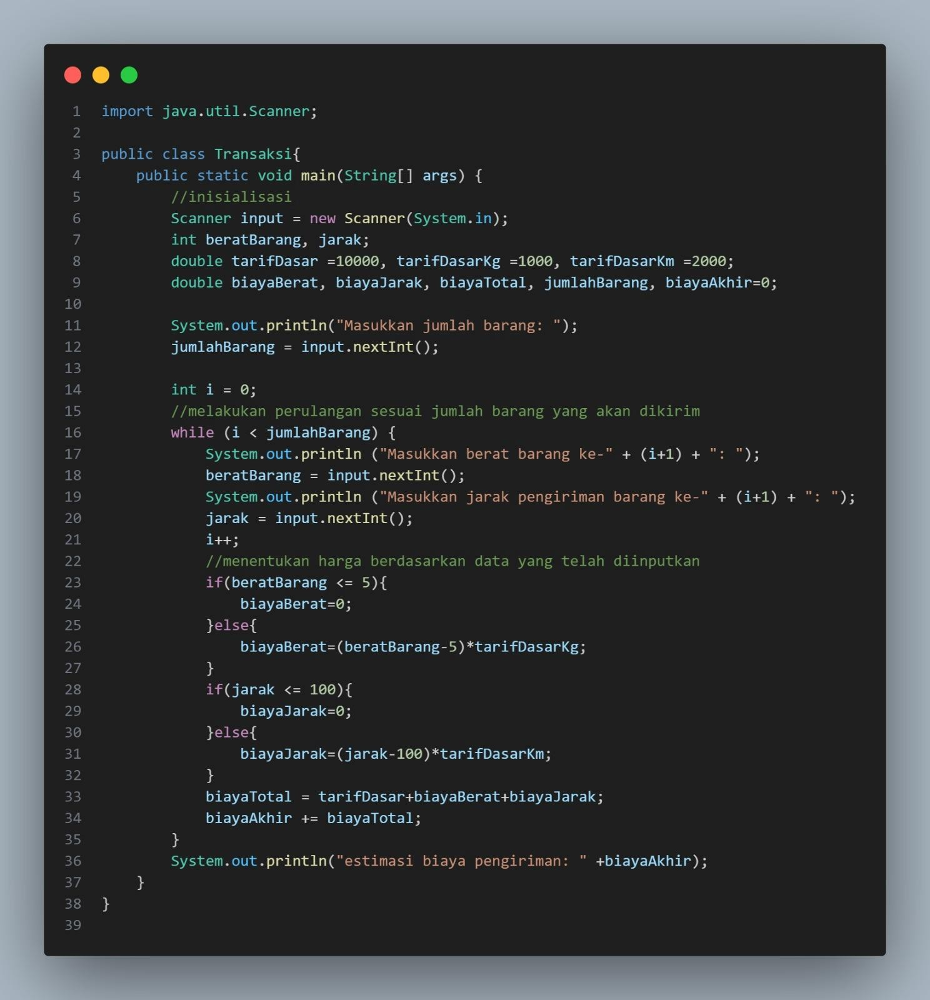 1 import java.util.Scanner;
2
3 public class Transaksi{
4     public static void main(String[] args) {
5         //inisialisasi
6         Scanner input = new Scanner(System.in);
7         int beratBarang, jarak;
8         double tarifDasar =10000, tarifDasarKg =1000, tarifDasarKm =2000;
9         double biayaBerat, biayaJarak, biayaTotal, jumlahBarang, biayaAkhir=0;
10
11         System.out.println("Masukkan jumlah barang: ");
12         jumlahBarang = input.nextInt();
13
14         int i = 0;
15         //melakukan perulangan sesuai jumlah barang yang akan dikirim
16         while (i < jumlahBarang) {
17             System.out.println ("Masukkan berat barang ke-" + (i+1) + ": ");
18             beratBarang = input.nextInt();
19             System.out.println ("Masukkan jarak pengiriman barang ke-" + (i+1) + ": ");
20             jarak = input.nextInt();
21             i++;
22             //menentukan harga berdasarkan data yang telah diinputkan
23             if(beratBarang <= 5){
24                 biayaBerat=0;
25             }else{
26                 biayaBerat=(beratBarang-5)*tarifDasarKg;
27             }
28             if(jarak <= 100){
29                 biayaJarak=0;
30             }else{
31                 biayaJarak=(jarak-100)*tarifDasarKm;
32             }
33             biayaTotal = tarifDasar+biayaBerat+biayaJarak;
34             biayaAkhir += biayaTotal;
35         }
36         System.out.println("estimasi biaya pengiriman: " +biayaAkhir);
37     }
38 }
39